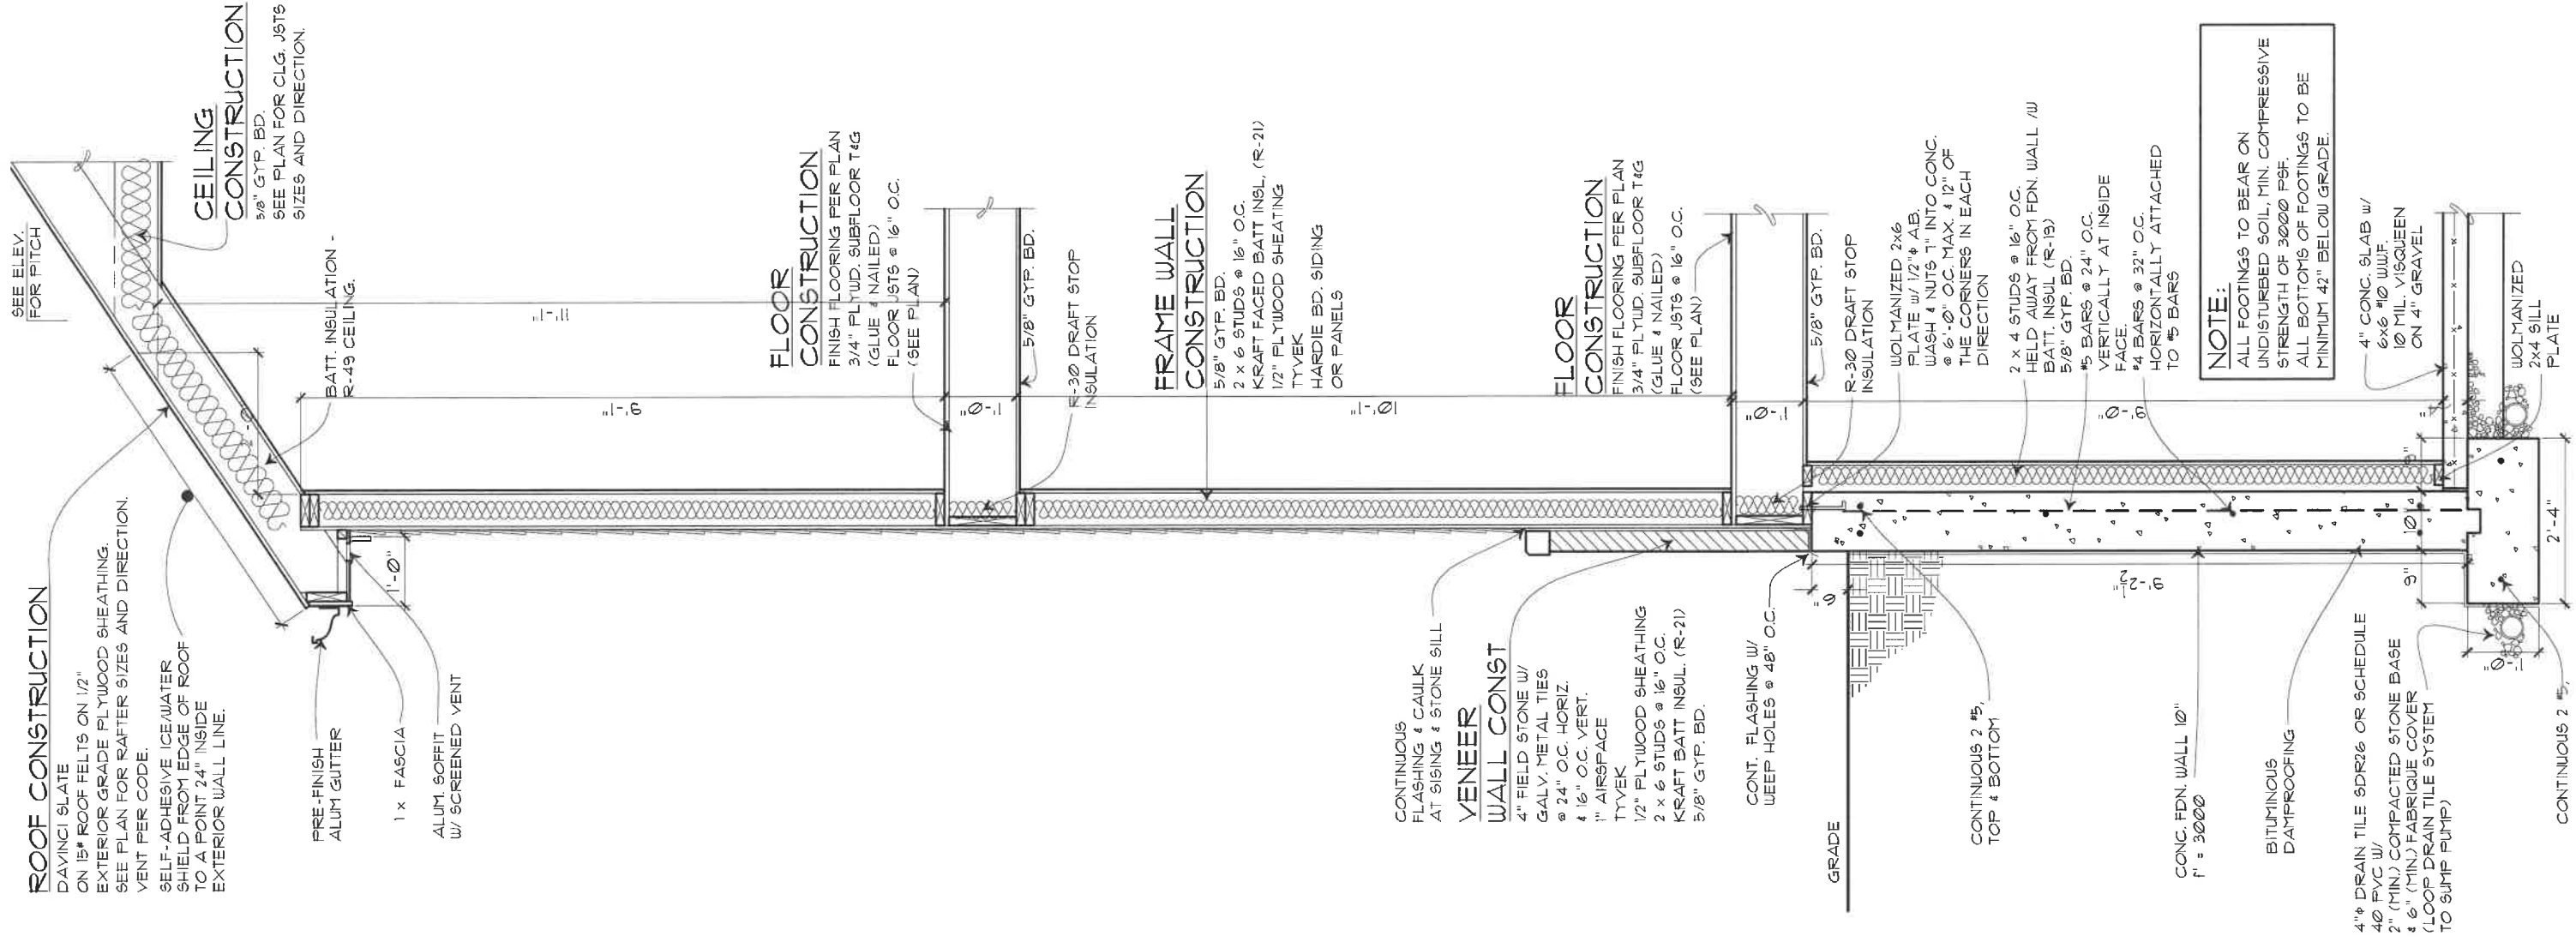 ROOF CONSTRUCTION
DAVINCI SLATE
ON 15# ROOF FELTS ON 1/2"
EXTERIOR GRADE PLYWOOD SHEATHING.
SEE PLAN FOR RAFTER SIZES AND DIRECTION.
VENT PER CODE.
SELF-ADHESIVE ICE/WATER
SHIELD FROM EDGE OF ROOF
TO A POINT 24" INSIDE
EXTERIOR WALL LINE.
PRE-FINISH
ALUM GUTTER
1 x FASCIA
ALUM. SOFFIT
W/ SCREENED VENT
1'-0"
SEE ELEV.
FOR PITCH
CEILING
CONSTRUCTION
5/8" GYP. BD.
SEE PLAN FOR CLG. JSTS
SIZES AND DIRECTION.
BATT. INSULATION -
R-49 CEILING.
11'-1"
9'-1"
FLOOR
CONSTRUCTION
FINISH FLOORING PER PLAN
3/4" PLYWD. SUBFLOOR T&G
(GLUE & NAILED)
FLOOR JSTS @ 16" O.C.
(SEE PLAN)
1'-0"
5/8" GYP. BD.
R-30 DRAFT STOP
INSULATION
FRAME WALL
CONSTRUCTION
5/8" GYP. BD.
2 x 6 STUDS @ 16" O.C.
KRAFT FACED BATT INSL, (R-21)
1/2" PLYWOOD SHEATING
TYVEK
HARDIE BD. SIDING
OR PANELS
10'-1"
CONTINUOUS
FLASHING & CAULK
AT SISING & STONE SILL
VENEER
WALL CONST
4" FIELD STONE W/
GALV. METAL TIES
@ 24" O.C. HORIZ.
& 16" O.C. VERT.
1" AIRSPACE
TYVEK
1/2" PLYWOOD SHEATHING
2 x 6 STUDS @ 16" O.C.
KRAFT BATT INSUL. (R-21)
5/8" GYP. BD.
CONT. FLASHING W/
WEEP HOLES @ 48" O.C.
FLOOR
CONSTRUCTION
FINISH FLOORING PER PLAN
3/4" PLYWD. SUBFLOOR T&G
(GLUE & NAILED)
FLOOR JSTS @ 16" O.C.
(SEE PLAN)
1'-0"
5/8" GYP. BD.
R-30 DRAFT STOP
INSULATION
WOLMANIZED 2x6
PLATE W/ 1/2"φ A.B.
WASH & NUTS 7" INTO CONC.
@ 6'-0" O.C. MAX. & 12" OF
THE CORNERS IN EACH
DIRECTION
2 x 4 STUDS @ 16" O.C.
HELD AWAY FROM FDN. WALL /W
BATT. INSUL (R-19)
5/8" GYP. BD.
#5 BARS @ 24" O.C.
VERTICALLY AT INSIDE
FACE.
#4 BARS @ 32" O.C.
HORIZONTALLY ATTACHED
TO #5 BARS
9'-0"
GRADE
6"
9'-2½"
CONTINUOUS 2 #5,
TOP & BOTTOM
CONC. FDN. WALL 10"
f' = 3000
BITUMINOUS
DAMPROOFING
NOTE:
ALL FOOTINGS TO BEAR ON
UNDISTURBED SOIL, MIN. COMPRESSIVE
STRENGTH OF 3000 PSF.
ALL BOTTOMS OF FOOTINGS TO BE
MINIMUM 42" BELOW GRADE.
4" CONC. SLAB w/
6x6 #10 W.W.F.
10 MIL. VISQUEEN
ON 4" GRAVEL
WOLMANIZED
2x4 SILL
PLATE
9"
10"
9"
2'-4"
1'-0"
4"φ DRAIN TILE SDR26 OR SCHEDULE
40 PVC W/
2" (MIN.) COMPACTED STONE BASE
& 6" (MIN.) FABRIQUE COVER
(LOOP DRAIN TILE SYSTEM
TO SUMP PUMP)
CONTINUOUS 2 #5,